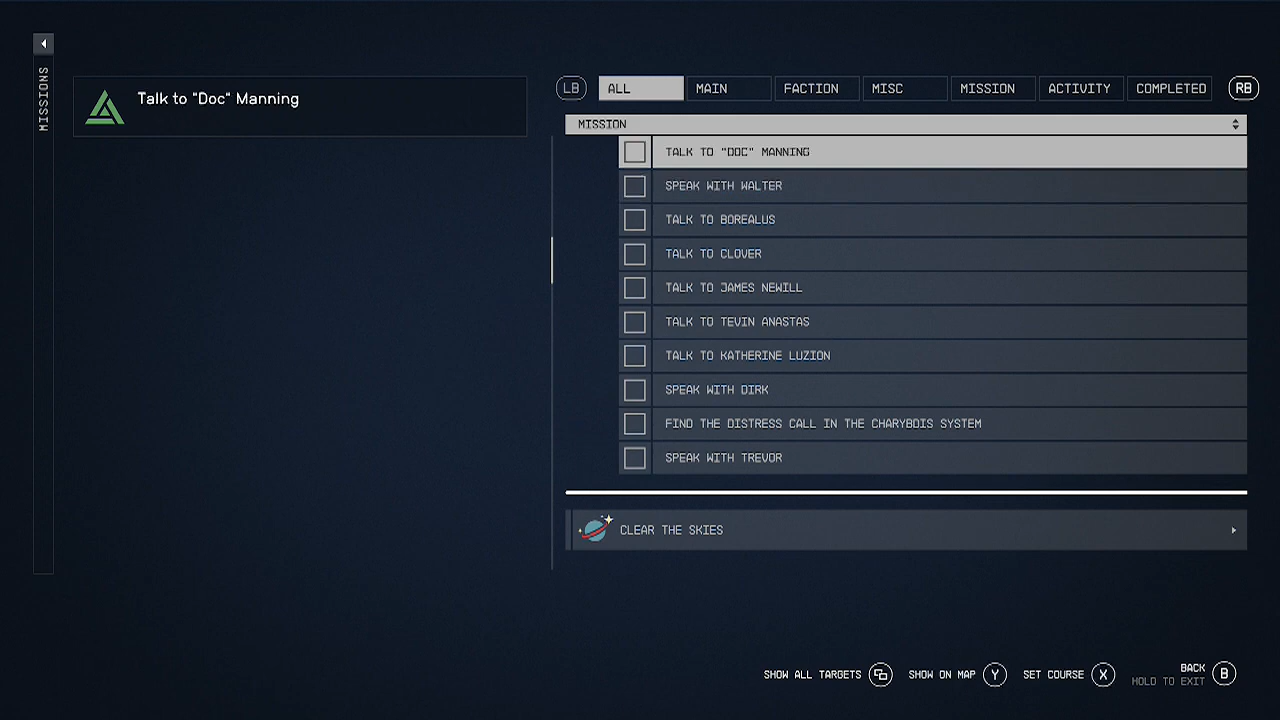 MISSIONS
Talk to "Doc" Manning
LB ALL MAIN FACTION MISC MISSION ACTIVITY COMPLETED RB
MISSION
TALK TO "DOC" MANNING
SPEAK WITH WALTER
TALK TO BOREALUS
TALK TO CLOVER
TALK TO JAMES NEWILL
TALK TO TEVIN ANASTAS
TALK TO KATHERINE LUZION
SPEAK WITH DIRK
FIND THE DISTRESS CALL IN THE CHARYBDIS SYSTEM
SPEAK WITH TREVOR
CLEAR THE SKIES
SHOW ALL TARGETS SHOW ON MAP Y SET COURSE X BACK B
HOLD TO EXIT